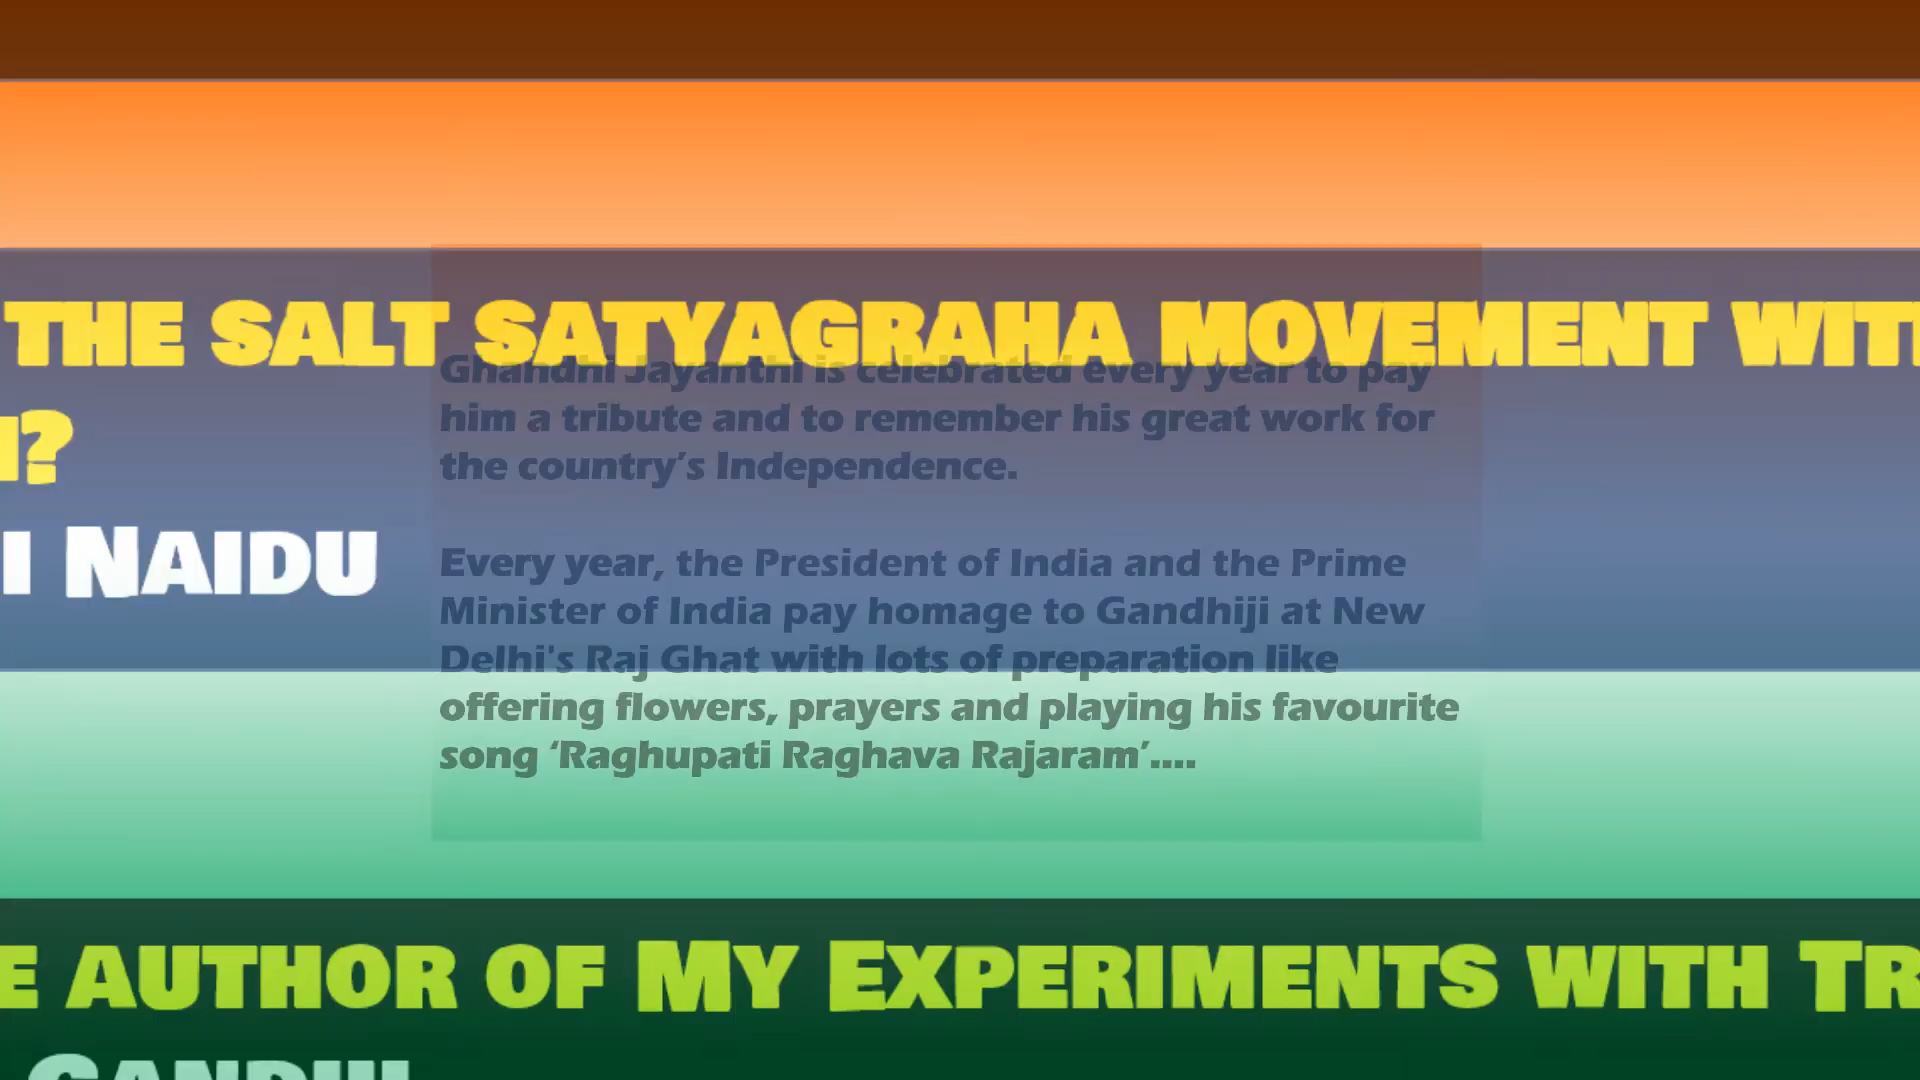 THE SALT SATYAGRAHA MOVEMENT WITH
?
Ghandhi Jayanthi is celebrated every year to pay
him a tribute and to remember his great work for
the country’s Independence.
I NAIDU
Every year, the President of India and the Prime
Minister of India pay homage to Gandhiji at New
Delhi's Raj Ghat with lots of preparation like
offering flowers, prayers and playing his favourite
song ‘Raghupati Raghava Rajaram’....
E AUTHOR OF MY EXPERIMENTS WITH TR
GANDHI